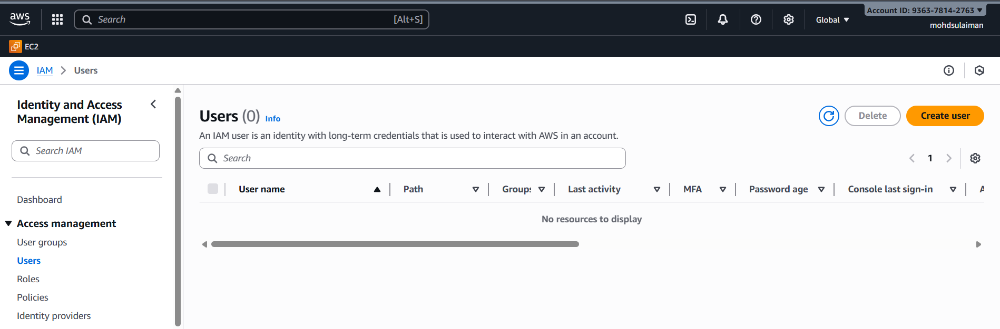 aws
Search [Alt+S]
Global
Account ID: 9363-7814-2763
mohdsulaiman
EC2
IAM > Users
Identity and Access
Management (IAM)
Search IAM
Dashboard
Access management
User groups
Users
Roles
Policies
Identity providers
Users (0) Info
Delete
Create user
An IAM user is an identity with long-term credentials that is used to interact with AWS in an account.
Search
1
User name Path Groups Last activity MFA Password age Console last sign-in A
No resources to display